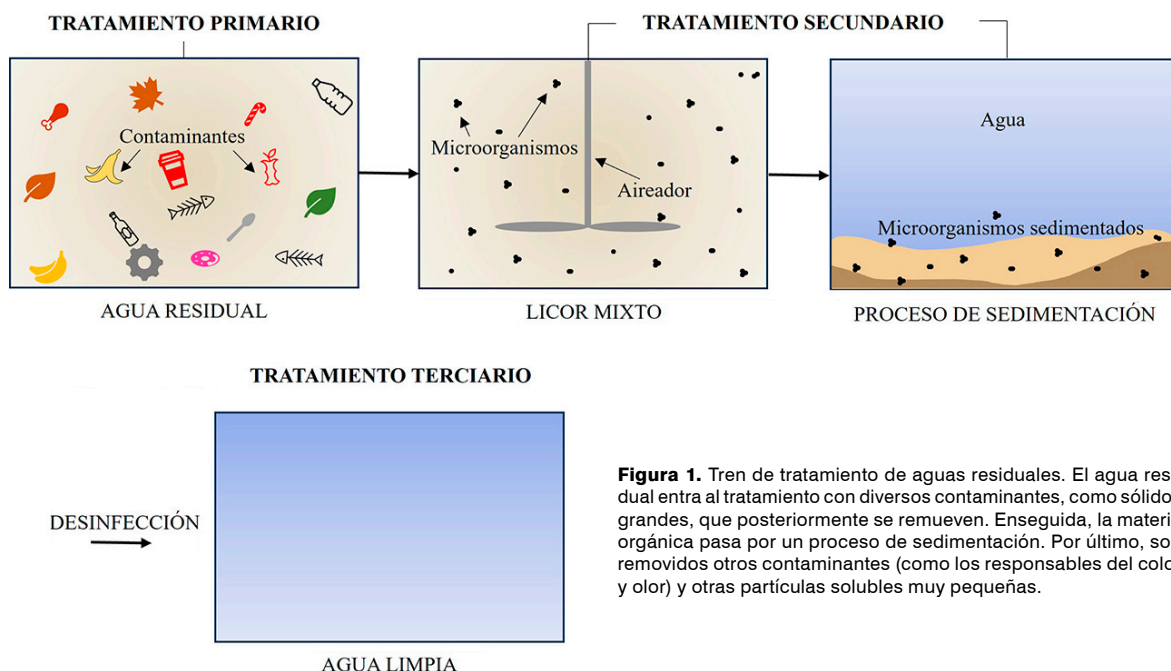 TRATAMIENTO PRIMARIO
TRATAMIENTO SECUNDARIO
Contaminantes
Microorganismos
Aireador
Agua
Microorganismos sedimentados
AGUA RESIDUAL
LICOR MIXTO
PROCESO DE SEDIMENTACIÓN
TRATAMIENTO TERCIARIO
DESINFECCIÓN
AGUA LIMPIA
Figura 1. Tren de tratamiento de aguas residuales. El agua resi
dual entra al tratamiento con diversos contaminantes, como sólido
grandes, que posteriormente se remueven. Enseguida, la materi
orgánica pasa por un proceso de sedimentación. Por último, so
removidos otros contaminantes (como los responsables del colo
y olor) y otras partículas solubles muy pequeñas.